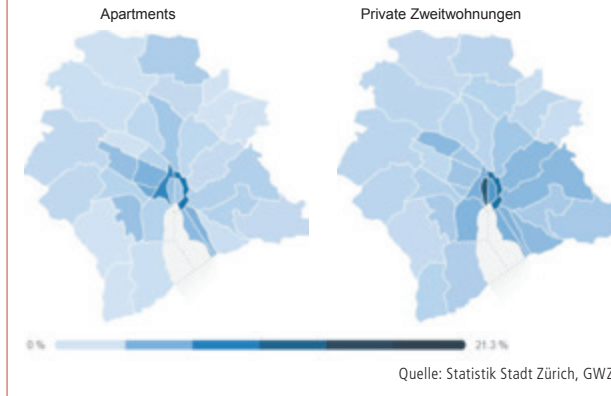 Apartments
Private Zweitwohnungen
0 %
21.3 %
Quelle: Statistik Stadt Zürich, GWZ